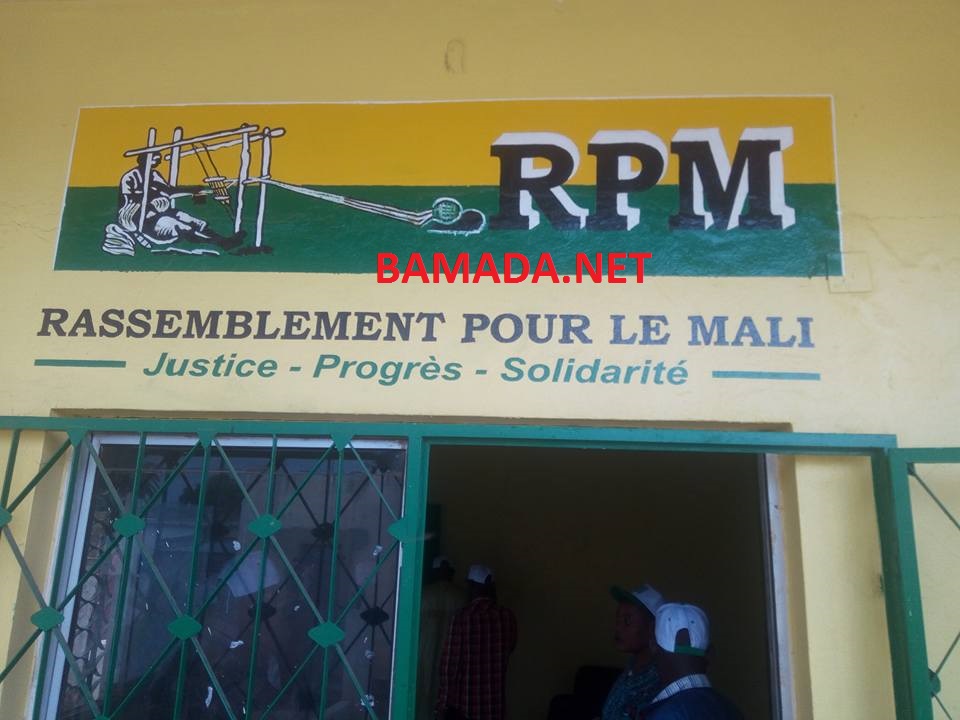 RPM
BAMADA.NET
RASSEMBLEMENT POUR LE MALI
Justice - Progrès - Solidarité